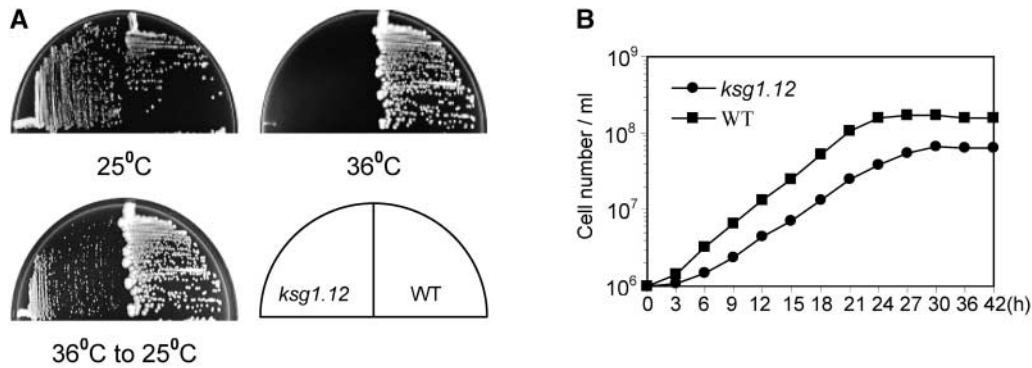 A
25⁰C
36⁰C
36⁰C to 25⁰C
ksg1.12
WT
B
Cell number / ml
10⁹
10⁸
10⁷
10⁶
ksg1.12
WT
0 3 6 9 12 15 18 21 24 27 30 36 42(h)